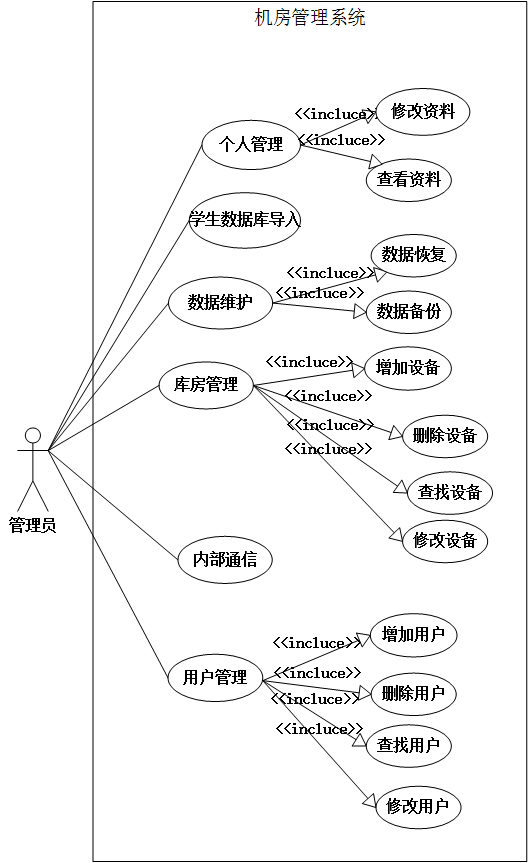 机房管理系统
<<incluce>>
修改资料
<<incluce>>
个人管理
查看资料
学生数据库导入
数据恢复
<<incluce>>
<<incluce>>
数据维护
数据备份
<<incluce>>
增加设备
库房管理
<<incluce>>
<<incluce>>
删除设备
<<incluce>>
查找设备
管理员
修改设备
内部通信
增加用户
<<incluce>>
<<incluce>>
用户管理
删除用户
<<incluce>>
<<incluce>>
查找用户
修改用户